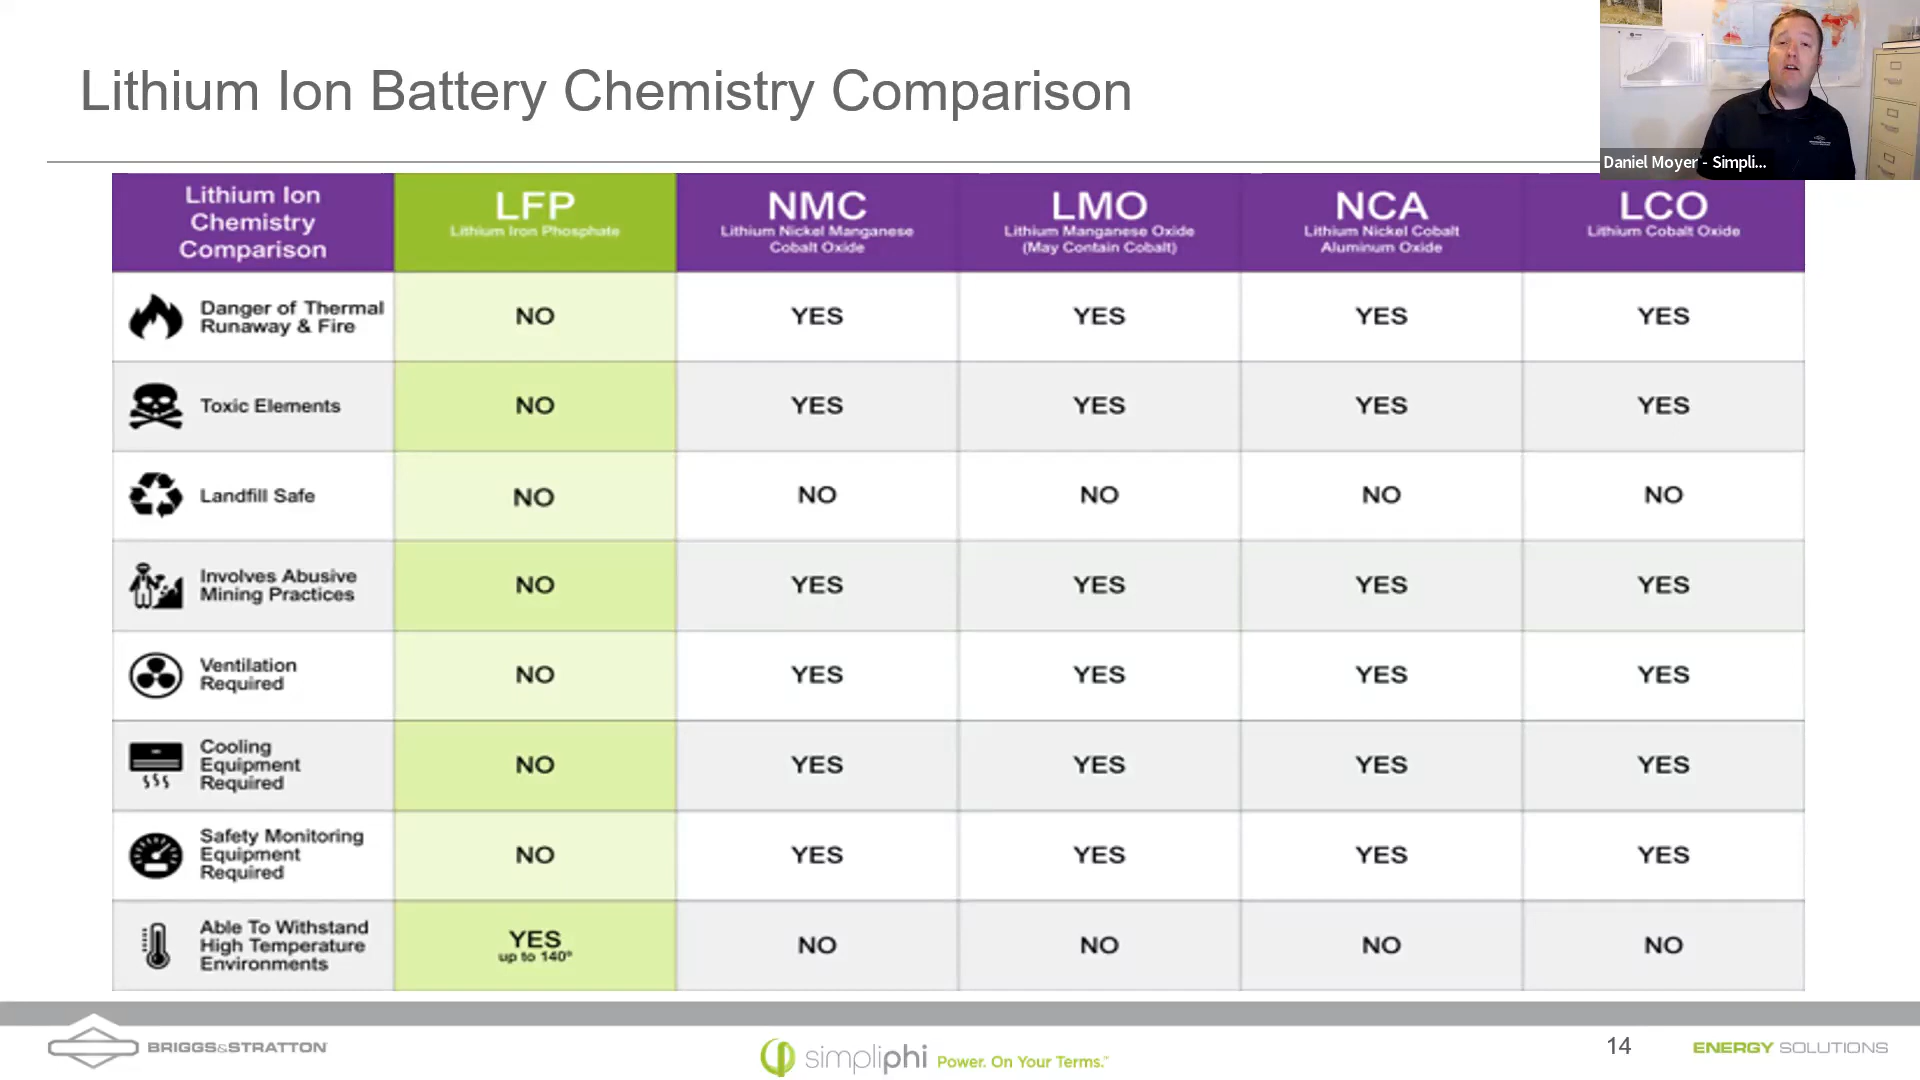 Lithium Ion Battery Chemistry Comparison
Daniel Moyer - Simpli...
Lithium Ion
Chemistry
Comparison
LFP
Lithium Iron Phosphate
NMC
Lithium Nickel Manganese
Cobalt Oxide
LMO
Lithium Manganese Oxide
(May Contain Cobalt)
NCA
Lithium Nickel Cobalt
Aluminum Oxide
LCO
Lithium Cobalt Oxide
Danger of Thermal
Runaway & Fire
NO YES YES YES YES
Toxic Elements NO YES YES YES YES
Landfill Safe NO NO NO NO NO
Involves Abusive
Mining Practices
NO YES YES YES YES
Ventilation
Required
NO YES YES YES YES
Cooling
Equipment
Required
NO YES YES YES YES
Safety Monitoring
Equipment
Required
NO YES YES YES YES
Able To Withstand
High Temperature
Environments
YES
up to 140°
NO NO NO NO
BRIGGS&STRATTON
simpliphi Power. On Your Terms.™
14
ENERGY SOLUTIONS